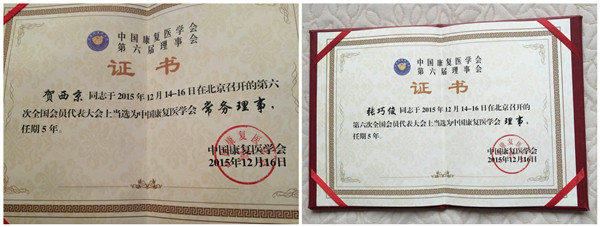 中国康复医学会
第六届理事会
证书
贺西京 同志于2015年12月14-16日在北京召开的第六
次全国会员代表大会上当选为中国康复医学会 常务理事,
任期5年。
中国康复医学会
2015年12月16日
中国康复医学会
第六届理事会
证书
张巧俊 同志于2015年12月14-16日在北京召开的
第六次全国会员代表大会上当选为中国康复医学会 理事,
任期5年。
中国康复医学会
2015年12月16日